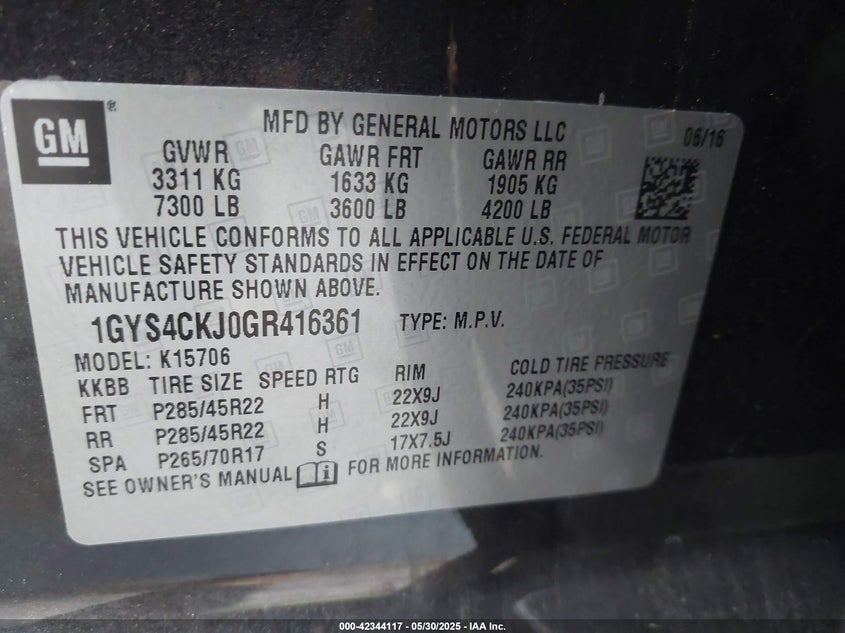 GM ®
MFD BY GENERAL MOTORS LLC 06/16
GVWR GAWR FRT GAWR RR
3311 KG 1633 KG 1905 KG
7300 LB 3600 LB 4200 LB
THIS VEHICLE CONFORMS TO ALL APPLICABLE U.S. FEDERAL MOTOR
VEHICLE SAFETY STANDARDS IN EFFECT ON THE DATE OF
MANUFACTURE SHOWN ABOVE.
1GYS4CKJ0GR416361 TYPE: M.P.V.
MODEL: K15706
KKBB TIRE SIZE SPEED RTG RIM COLD TIRE PRESSURE
FRT P285/45R22 H 22X9J 240KPA(35PSI)
RR P285/45R22 H 22X9J 240KPA(35PSI)
SPA P265/70R17 S 17X7.5J 240KPA(35PSI)
SEE OWNER'S MANUAL i FOR MORE INFORMATION.
000-42344117 - 05/30/2025 - IAA Inc.